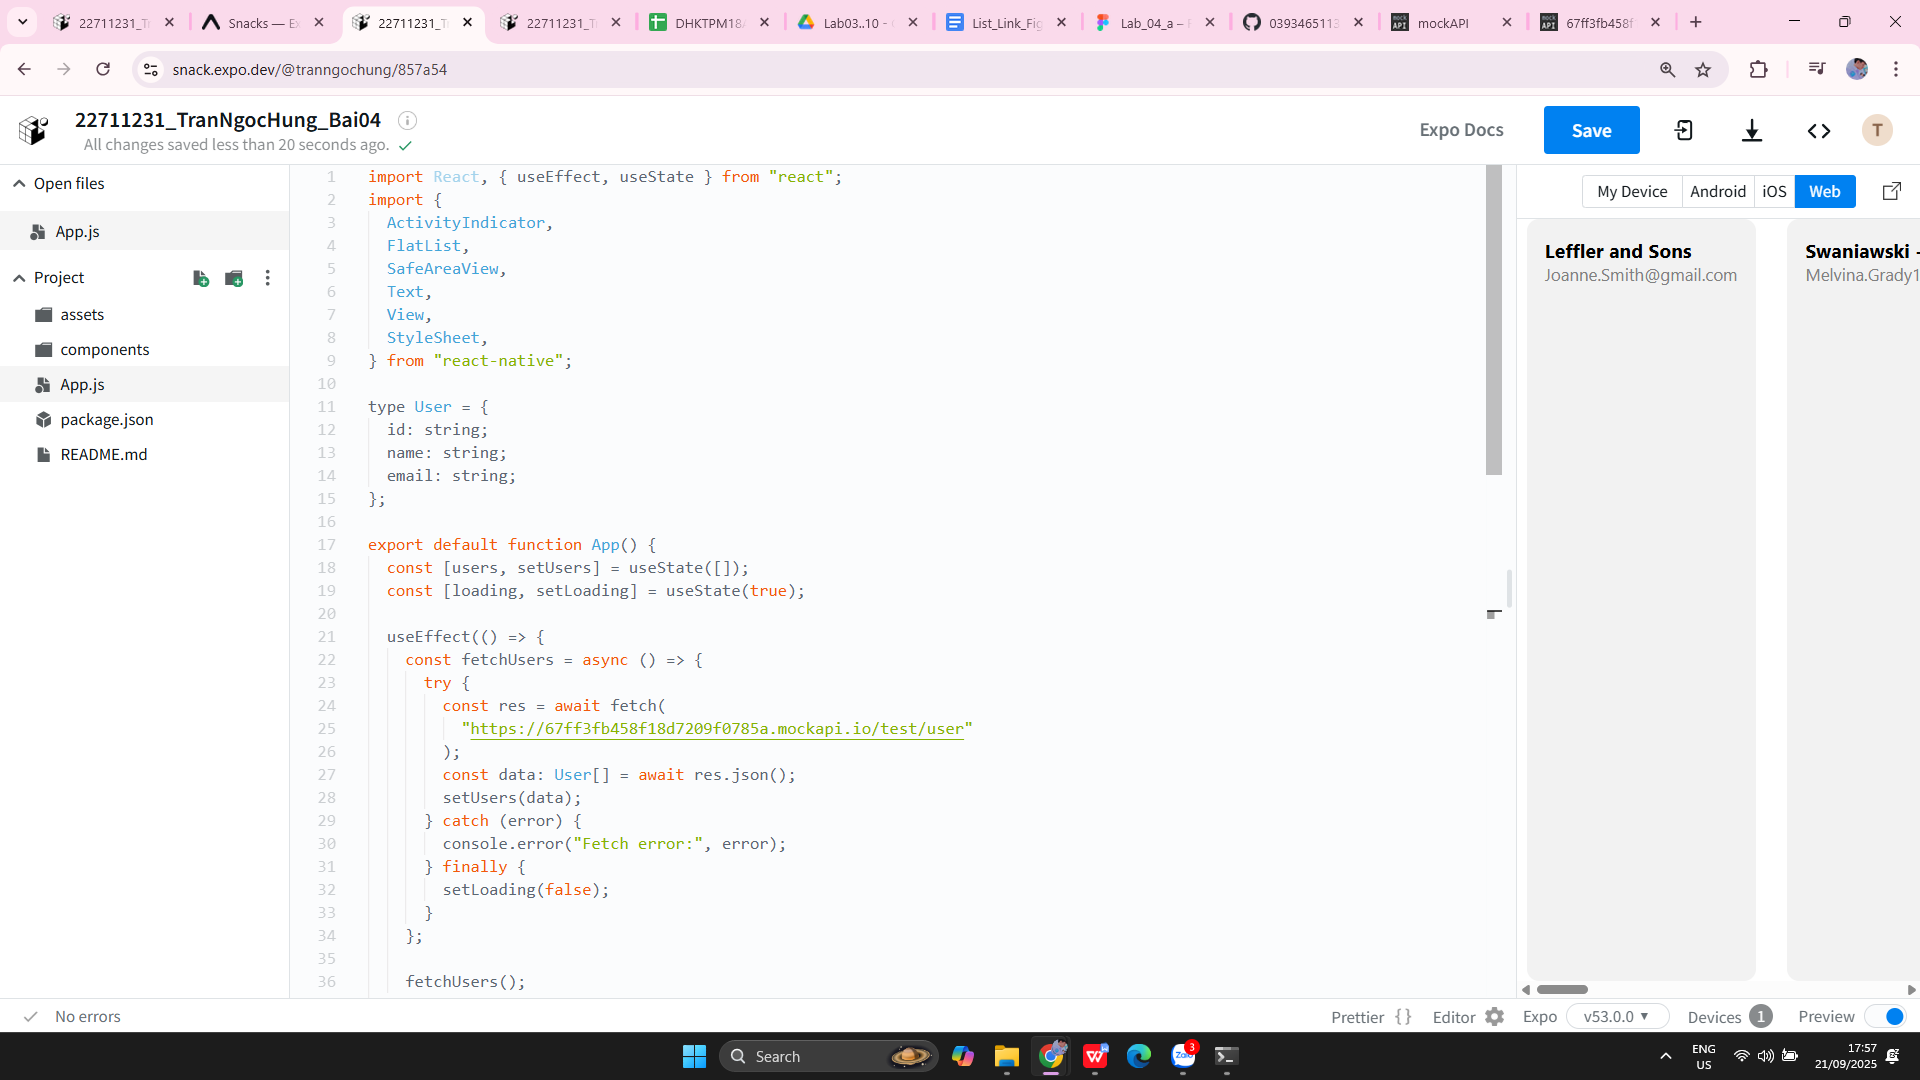 22711231_T
Snacks — Ex
22711231_T
22711231_T
DHKTPM18
Lab03..10 -
List_Link_Fig
Lab_04_a – F
0393465113
mockAPI
67ff3fb458f
snack.expo.dev/@tranngochung/857a54
22711231_TranNgocHung_Bai04
All changes saved less than 20 seconds ago.
Expo Docs
Save
T
Open files
App.js
Project
assets
components
App.js
package.json
README.md
1 import React, { useEffect, useState } from "react";
2 import {
3 ActivityIndicator,
4 FlatList,
5 SafeAreaView,
6 Text,
7 View,
8 StyleSheet,
9 } from "react-native";
10
11 type User = {
12 id: string;
13 name: string;
14 email: string;
15 };
16
17 export default function App() {
18 const [users, setUsers] = useState([]);
19 const [loading, setLoading] = useState(true);
20
21 useEffect(() => {
22 const fetchUsers = async () => {
23 try {
24 const res = await fetch(
25 "https://67ff3fb458f18d7209f0785a.mockapi.io/test/user"
26 );
27 const data: User[] = await res.json();
28 setUsers(data);
29 } catch (error) {
30 console.error("Fetch error:", error);
31 } finally {
32 setLoading(false);
33 }
34 };
35
36 fetchUsers();
My Device
Android
iOS
Web
Leffler and Sons
Joanne.Smith@gmail.com
Swaniawski -
Melvina.Grady1
No errors
Prettier {}
Editor
Expo
v53.0.0
Devices 1
Preview
Search
3
ENG
US
17:57
21/09/2025